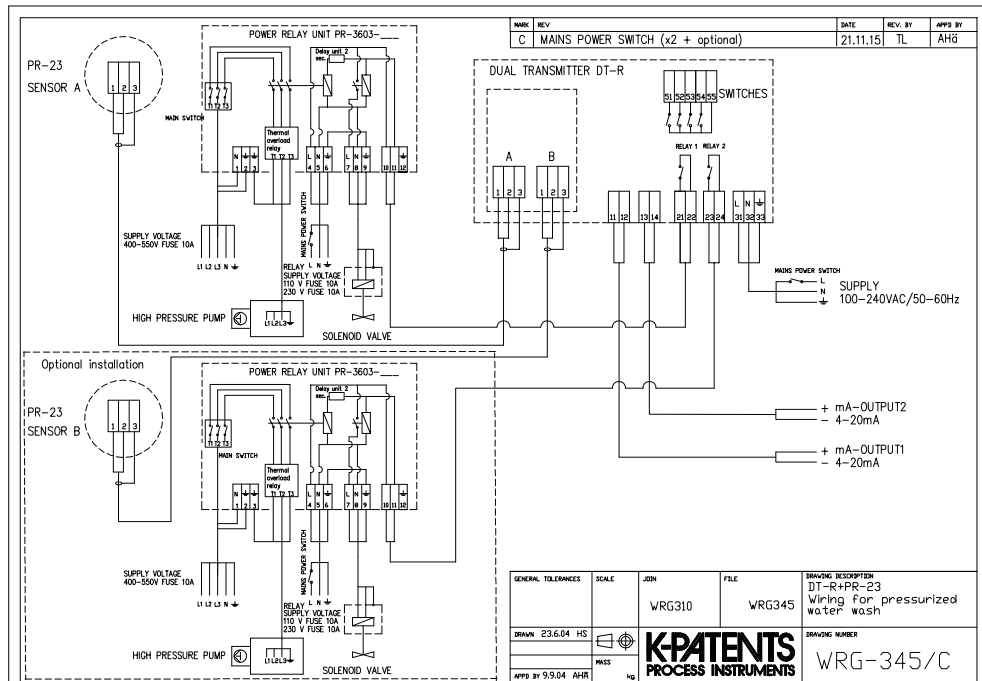 MARK REV DATE REV. BY APPD BY
C MAINS POWER SWITCH (x2 + optional) 21.11.15 TL AHä
POWER RELAY UNIT PR-3603-___
PR-23
SENSOR A
1 2 3
Delay unit 2
sec.
T1 T2 T3
MAIN SWITCH
Thermal
overload
relay
T1 T2 T3
N
1 2 3
L N
4 5 6
L N
7 8 9
10 11 12
SUPPLY VOLTAGE
400-550V FUSE 10A
L1 L2 L3 N
MAINS POWER SWITCH
L N
RELAY
SUPPLY VOLTAGE
110 V FUSE 10A
230 V FUSE 10A
HIGH PRESSURE PUMP
L1 L2 L3
SOLENOID VALVE
DUAL TRANSMITTER DT-R
51 52 53 54 55
SWITCHES
RELAY 1 RELAY 2
A B
1 2 3
1 2 3
11 12
13 14
21 22
23 24
L N
31 32 33
MAINS POWER SWITCH
L
N
SUPPLY
100-240VAC/50-60Hz
Optional installation
POWER RELAY UNIT PR-3603-___
PR-23
SENSOR B
1 2 3
Delay unit 2
sec.
T1 T2 T3
MAIN SWITCH
Thermal
overload
relay
T1 T2 T3
N
1 2 3
L N
4 5 6
L N
7 8 9
10 11 12
SUPPLY VOLTAGE
400-550V FUSE 10A
L1 L2 L3 N
MAINS POWER SWITCH
L N
RELAY
SUPPLY VOLTAGE
110 V FUSE 10A
230 V FUSE 10A
HIGH PRESSURE PUMP
L1 L2 L3
SOLENOID VALVE
+ mA-OUTPUT2
- 4-20mA
+ mA-OUTPUT1
- 4-20mA
GENERAL TOLERANCES SCALE JOIN FILE DRAWING DESCRIPTION
WRG310 WRG345
DT-R+PR-23
Wiring for pressurized
water wash
DRAWN 23.6.04 HS
MASS
kg
APPD BY 9.9.04 AHä
K-PATENTS
PROCESS INSTRUMENTS
DRAWING NUMBER
WRG-345/C